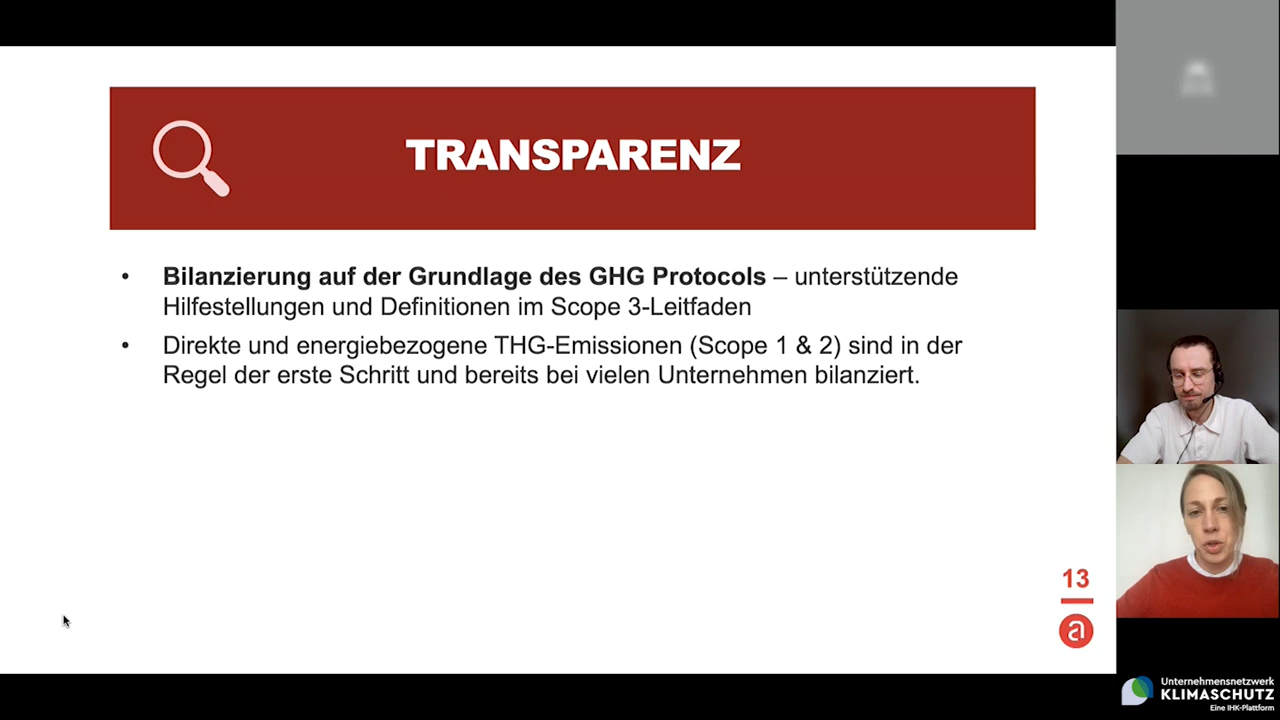 TRANSPARENZ
• Bilanzierung auf der Grundlage des GHG Protocols – unterstützende
Hilfestellungen und Definitionen im Scope 3-Leitfaden
• Direkte und energiebezogene THG-Emissionen (Scope 1 & 2) sind in der
Regel der erste Schritt und bereits bei vielen Unternehmen bilanziert.
13
a
Unternehmensnetzwerk
KLIMASCHUTZ
Eine IHK-Plattform